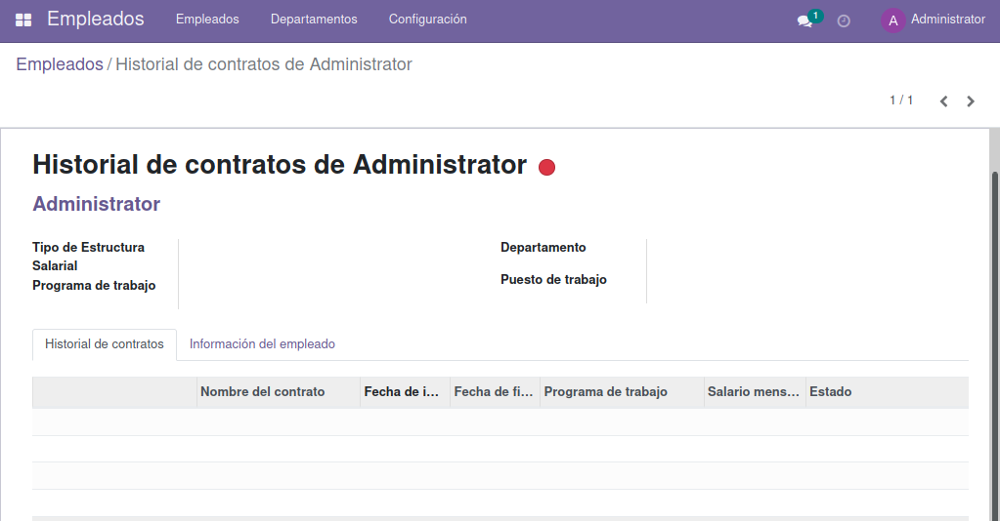 Empleados Empleados Departamentos Configuración 1 A Administrator
Empleados / Historial de contratos de Administrator
1 / 1
Historial de contratos de Administrator
Administrator
Tipo de Estructura Salarial
Programa de trabajo
Departamento
Puesto de trabajo
Historial de contratos Información del empleado
Nombre del contrato Fecha de i... Fecha de fi... Programa de trabajo Salario mens... Estado